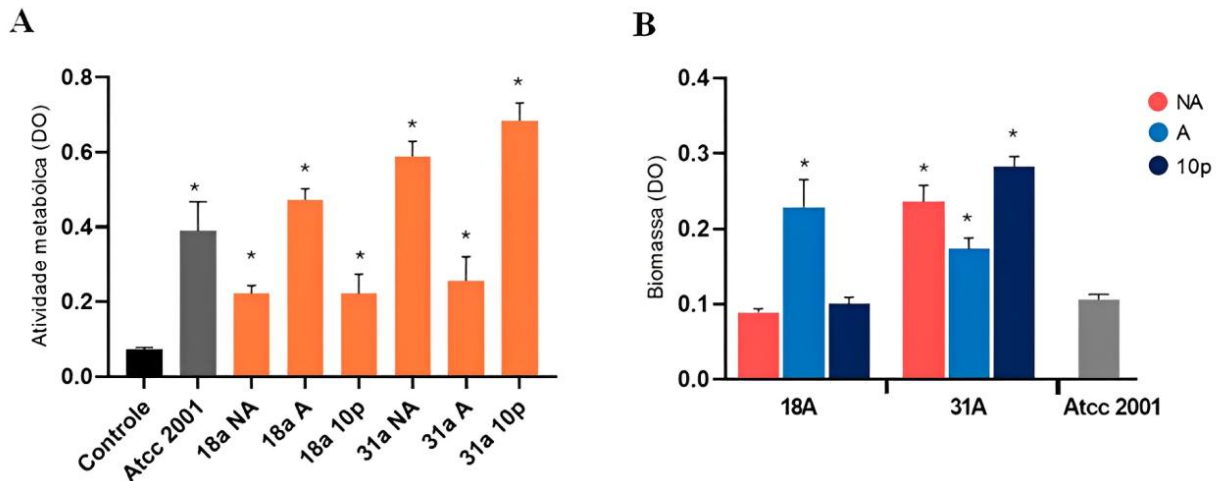 A
Atividade metabólca (DO)
0.8
0.6
0.4
0.2
0.0
*
*
*
*
*
*
*
Controle
Atcc 2001
18a NA
18a A
18a 10p
31a NA
31a A
31a 10p
B
Biomassa (DO)
0.4
0.3
0.2
0.1
0.0
*
*
*
*
18A
31A
Atcc 2001
NA
A
10p